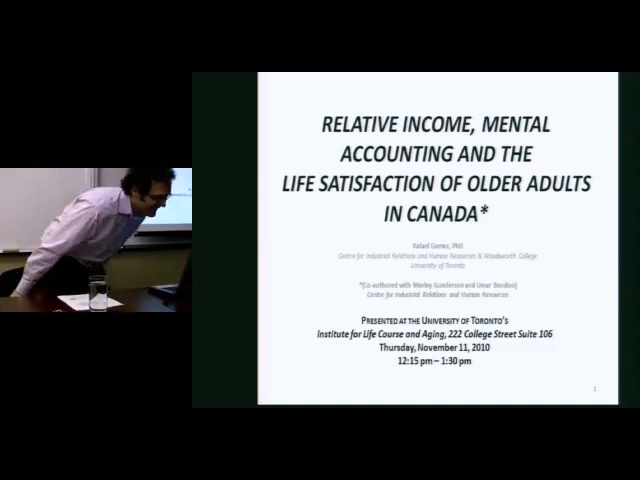 RELATIVE INCOME, MENTAL
ACCOUNTING AND THE
LIFE SATISFACTION OF OLDER ADULTS
IN CANADA*
Rafael Gomez, PhD
Centre for Industrial Relations and Human Resources & Woodsworth College
University of Toronto
*(Co-authored with Morley Gunderson and Umar Boodoo)
Centre for Industrial Relations and Human Resources
PRESENTED AT THE UNIVERSITY OF TORONTO'S
Institute for Life Course and Aging, 222 College Street Suite 106
Thursday, November 11, 2010
12:15 pm – 1:30 pm
1